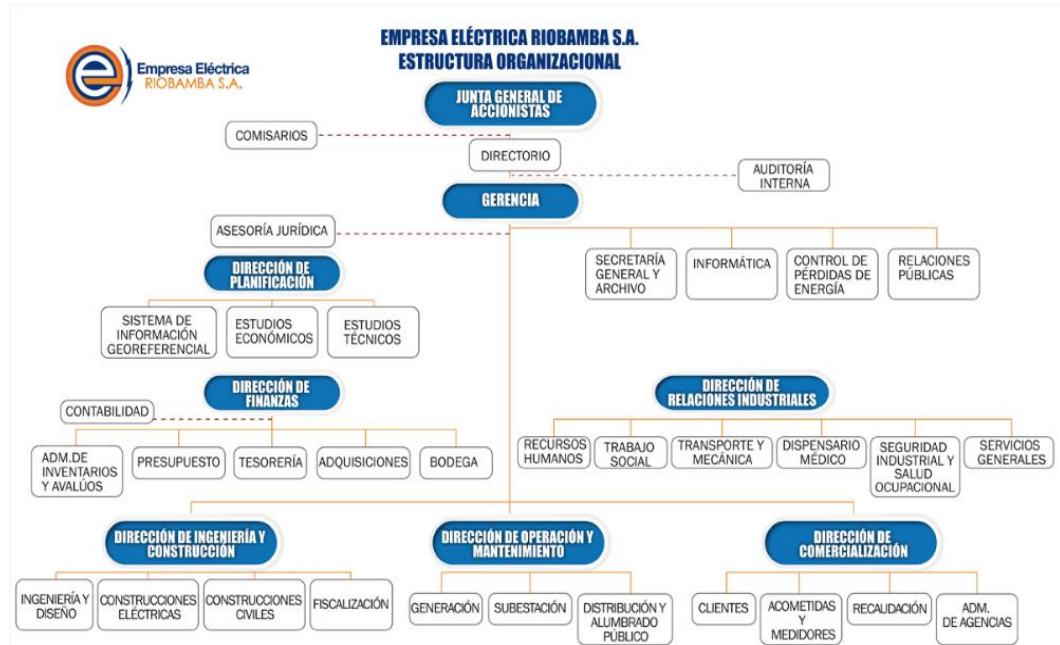 EMPRESA ELÉCTRICA RIOBAMBA S.A.
ESTRUCTURA ORGANIZACIONAL
e
Empresa Eléctrica
RIOBAMBA S.A.
JUNTA GENERAL DE
ACCIONISTAS
COMISARIOS
DIRECTORIO
AUDITORÍA
INTERNA
GERENCIA
ASESORÍA JURÍDICA
SECRETARÍA
GENERAL Y
ARCHIVO
INFORMÁTICA
CONTROL DE
PÉRDIDAS DE
ENERGÍA
RELACIONES
PÚBLICAS
DIRECCIÓN DE
PLANIFICACIÓN
SISTEMA DE
INFORMACIÓN
GEOREFERENCIAL
ESTUDIOS
ECONÓMICOS
ESTUDIOS
TÉCNICOS
DIRECCIÓN DE
FINANZAS
CONTABILIDAD
ADM.DE
INVENTARIOS
Y AVALÚOS
PRESUPUESTO
TESORERÍA
ADQUISICIONES
BODEGA
DIRECCIÓN DE
RELACIONES INDUSTRIALES
RECURSOS
HUMANOS
TRABAJO
SOCIAL
TRANSPORTE Y
MECÁNICA
DISPENSARIO
MÉDICO
SEGURIDAD
INDUSTRIAL Y
SALUD
OCUPACIONAL
SERVICIOS
GENERALES
DIRECCIÓN DE INGENIERÍA Y
CONSTRUCCIÓN
INGENIERÍA Y
DISEÑO
CONSTRUCCIONES
ELÉCTRICAS
CONSTRUCCIONES
CIVILES
FISCALIZACIÓN
DIRECCIÓN DE OPERACIÓN Y
MANTENIMIENTO
GENERACIÓN
SUBESTACIÓN
DISTRIBUCIÓN Y
ALUMBRADO
PÚBLICO
DIRECCIÓN
DE COMERCIALIZACIÓN
CLIENTES
ACOMETIDAS
Y
MEDIDORES
RECAUDACIÓN
ADM.
DE AGENCIAS